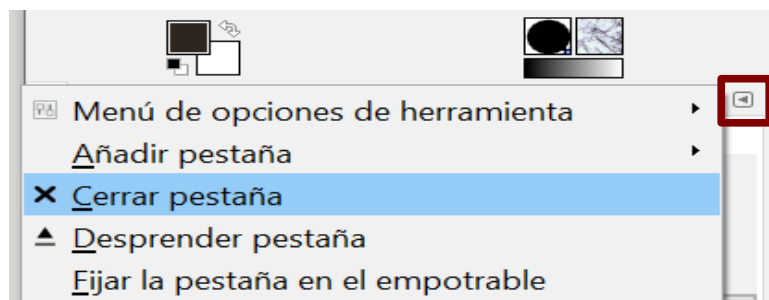 Menú de opciones de herramienta
Añadir pestaña
Cerrar pestaña
Desprender pestaña
Fijar la pestaña en el empotrable